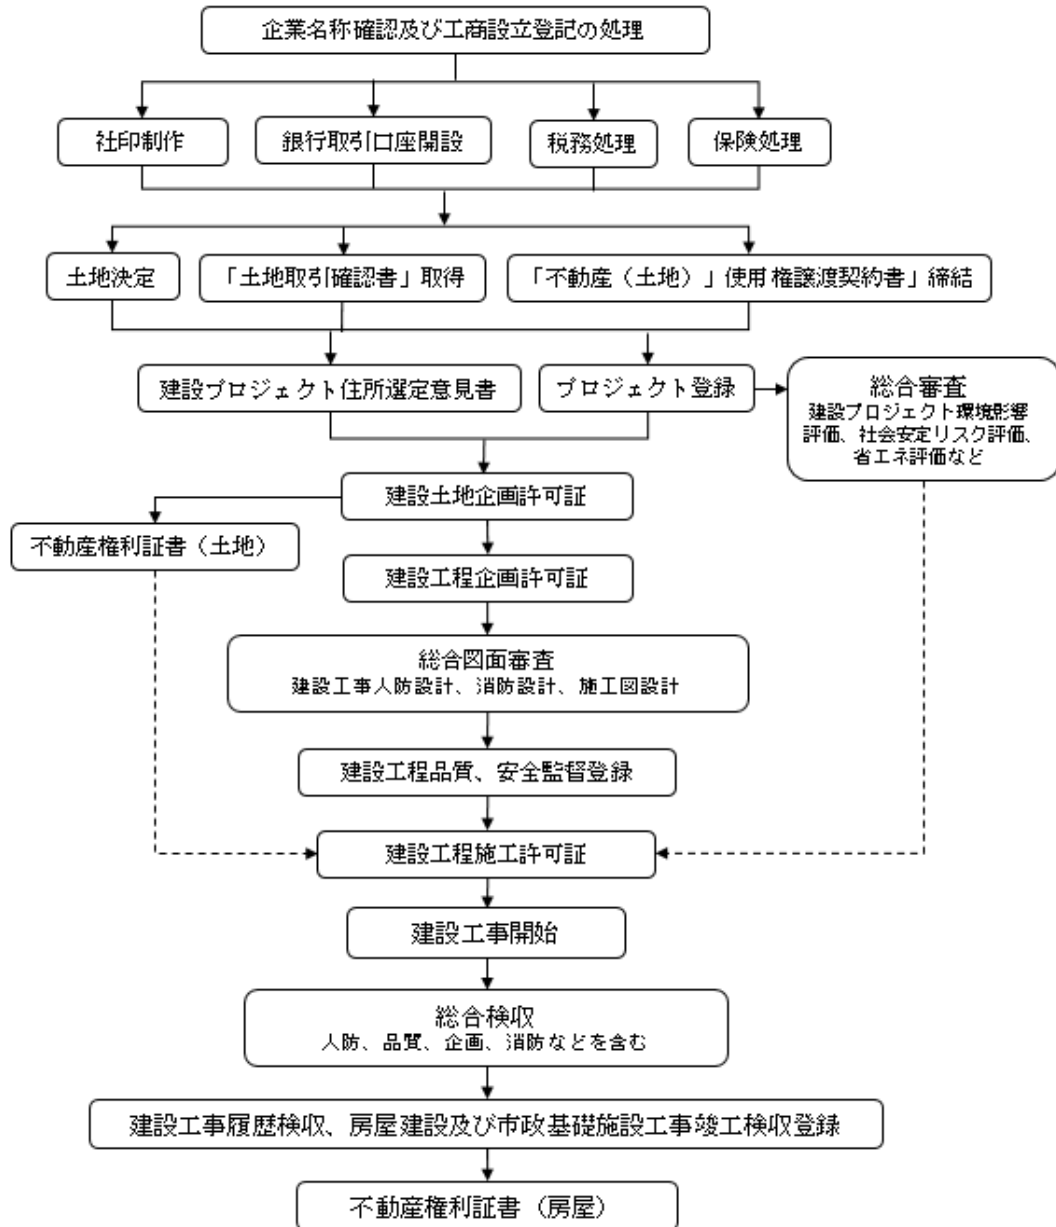 企業名称確認及び工商設立登記の処理
社印制作
銀行取引口座開設
税務処理
保険処理
土地決定
「土地取引確認書」取得
「不動産（土地）」使用権譲渡契約書」締結
建設プロジェクト住所選定意見書
プロジェクト登録
総合審査
建設プロジェクト環境影響
評価、社会安定リスク評価、
省エネ評価など
建設土地企画許可証
不動産権利証書（土地）
建設工程企画許可証
総合図面審査
建設工事人防設計、消防設計、施工図設計
建設工程品質、安全監督登録
建設工程施工許可証
建設工事開始
総合検収
人防、品質、企画、消防などを含む
建設工事履歴検収、房屋建設及び市政基礎施設工事竣工検収登録
不動産権利証書（房屋）